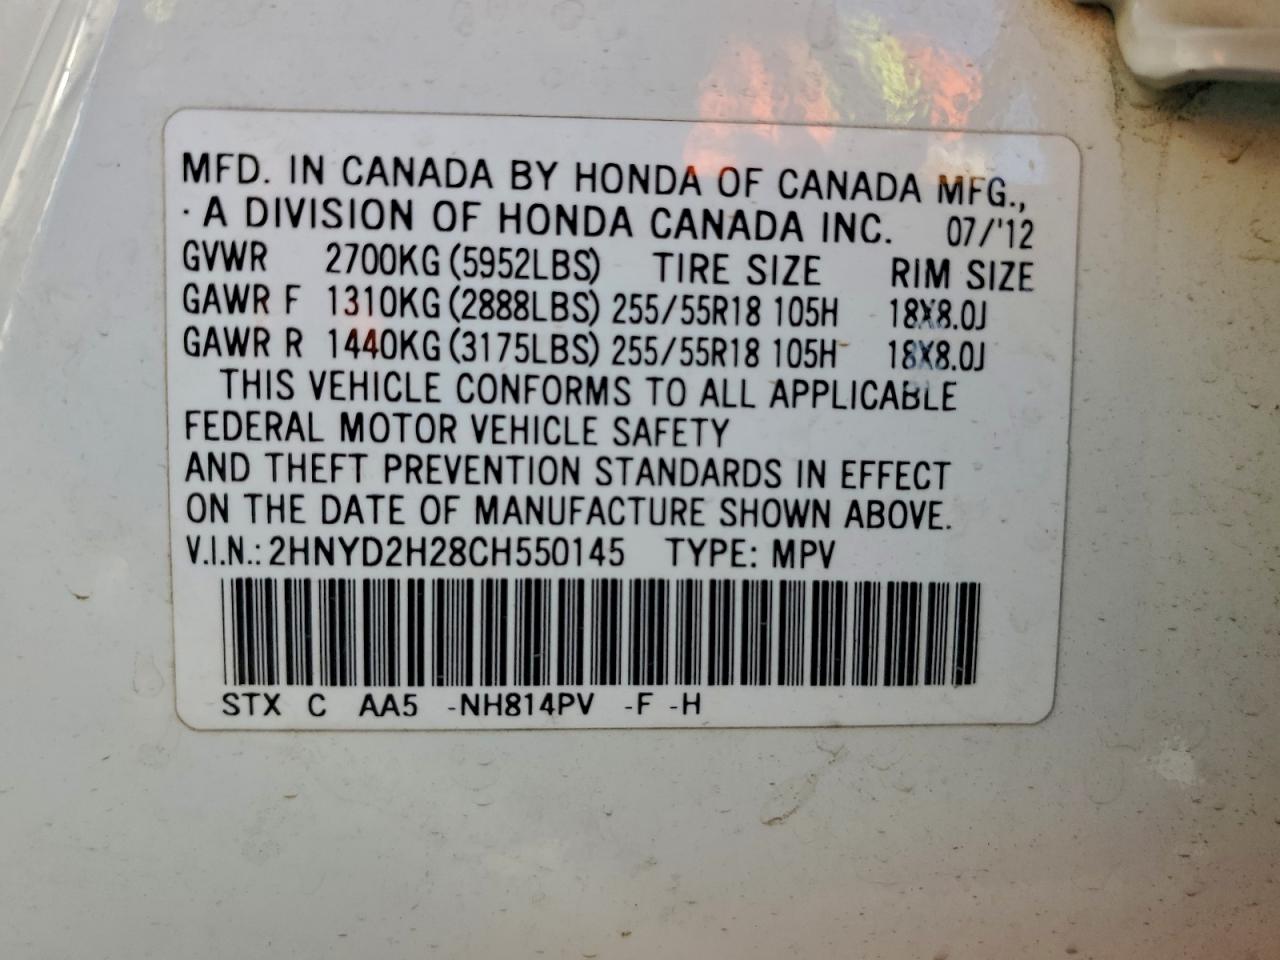 MFD. IN CANADA BY HONDA OF CANADA MFG.,
· A DIVISION OF HONDA CANADA INC. 07/'12
GVWR 2700KG (5952LBS) TIRE SIZE RIM SIZE
GAWR F 1310KG (2888LBS) 255/55R18 105H 18X8.0J
GAWR R 1440KG (3175LBS) 255/55R18 105H 18X8.0J
THIS VEHICLE CONFORMS TO ALL APPLICABLE
FEDERAL MOTOR VEHICLE SAFETY
AND THEFT PREVENTION STANDARDS IN EFFECT
ON THE DATE OF MANUFACTURE SHOWN ABOVE.
V.I.N.: 2HNYD2H28CH550145 TYPE: MPV
STX C AA5 -NH814PV -F -H